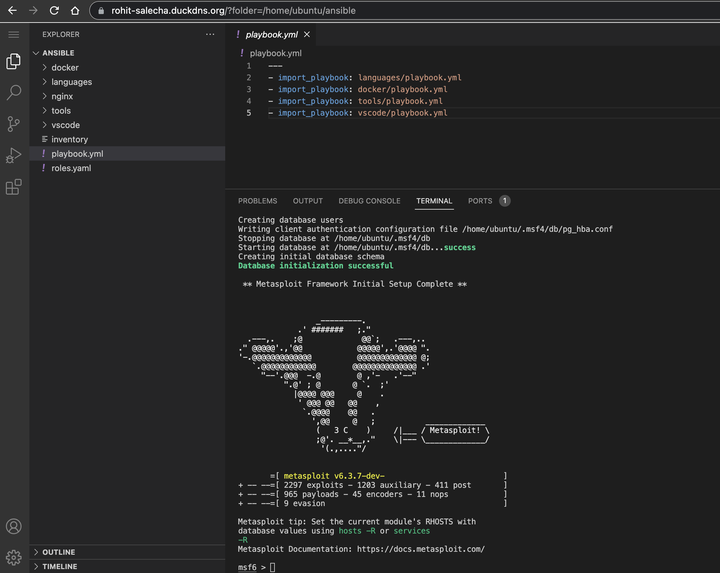 rohit-salecha.duckdns.org/?folder=/home/ubuntu/ansible
EXPLORER
ANSIBLE
docker
languages
nginx
tools
vscode
inventory
! playbook.yml
! roles.yaml
OUTLINE
TIMELINE
! playbook.yml
! playbook.yml
1 ---
2 - import_playbook: languages/playbook.yml
3 - import_playbook: docker/playbook.yml
4 - import_playbook: tools/playbook.yml
5 - import_playbook: vscode/playbook.yml
PROBLEMS OUTPUT DEBUG CONSOLE TERMINAL PORTS 1
Creating database users
Writing client authentication configuration file /home/ubuntu/.msf4/db/pg_hba.conf
Stopping database at /home/ubuntu/.msf4/db
Starting database at /home/ubuntu/.msf4/db...success
Creating initial database schema
Database initialization successful
** Metasploit Framework Initial Setup Complete **
Metasploit!
=[ metasploit v6.3.7-dev- ]
+ -- --=[ 2297 exploits - 1203 auxiliary - 411 post ]
+ -- --=[ 965 payloads - 45 encoders - 11 nops ]
+ -- --=[ 9 evasion ]
Metasploit tip: Set the current module's RHOSTS with
database values using hosts -R or services
-R
Metasploit Documentation: https://docs.metasploit.com/
msf6 >